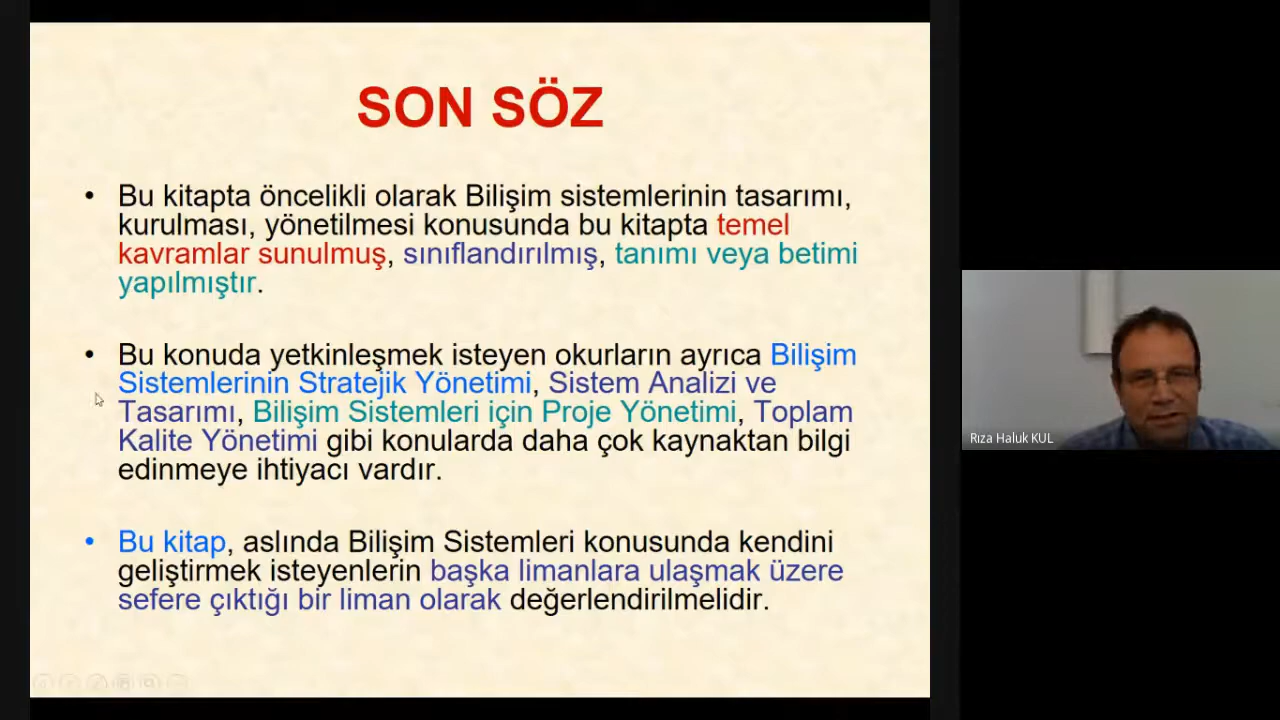 SON SÖZ
• Bu kitapta öncelikli olarak Bilişim sistemlerinin tasarımı,
kurulması, yönetilmesi konusunda bu kitapta temel
kavramlar sunulmuş, sınıflandırılmış, tanımı veya betimi
yapılmıştır.
• Bu konuda yetkinleşmek isteyen okurların ayrıca Bilişim
Sistemlerinin Stratejik Yönetimi, Sistem Analizi ve
Tasarımı, Bilişim Sistemleri için Proje Yönetimi, Toplam
Kalite Yönetimi gibi konularda daha çok kaynaktan bilgi
edinmeye ihtiyacı vardır.
• Bu kitap, aslında Bilişim Sistemleri konusunda kendini
geliştirmek isteyenlerin başka limanlara ulaşmak üzere
sefere çıktığı bir liman olarak değerlendirilmelidir.
Rıza Haluk KUL